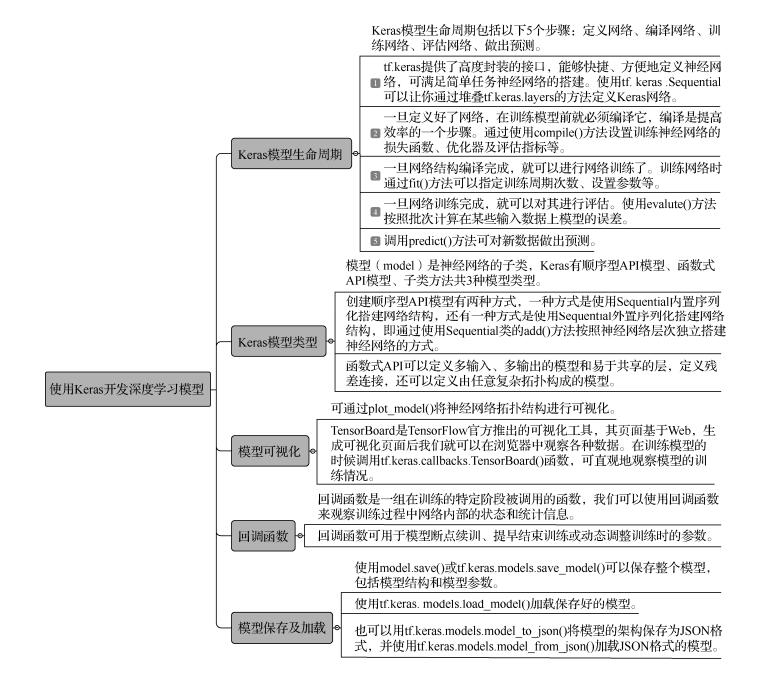 Keras模型生命周期包括以下5个步骤：定义网络、编译网络、训
练网络、评估网络、做出预测。
1 tf.keras提供了高度封装的接口，能够快捷、方便地定义神经网
络，可满足简单任务神经网络的搭建。使用tf. keras .Sequential
可以让你通过堆叠tf.keras.layers的方法定义Keras网络。
2 一旦定义好了网络，在训练模型前就必须编译它，编译是提高
效率的一个步骤。通过使用compile()方法设置训练神经网络的
损失函数、优化器及评估指标等。
Keras模型生命周期
3 一旦网络结构编译完成，就可以进行网络训练了。训练网络时
通过fit()方法可以指定训练周期次数、设置参数等。
4 一旦网络训练完成，就可以对其进行评估。使用evalute()方法
按照批次计算在某些输入数据上模型的误差。
5 调用predict()方法可对新数据做出预测。
模型（model）是神经网络的子类，Keras有顺序型API模型、函数式
API模型、子类方法共3种模型类型。
创建顺序型API模型有两种方式，一种方式是使用Sequential内置序列
化搭建网络结构，还有一种方式是使用Sequential外置序列化搭建网络
结构，即通过使用Sequential类的add()方法按照神经网络层次独立搭建
神经网络的方式。
Keras模型类型
函数式API可以定义多输入、多输出的模型和易于共享的层，定义残
差连接，还可以定义由任意复杂拓扑构成的模型。
使用Keras开发深度学习模型
可通过plot_model()将神经网络拓扑结构进行可视化。
模型可视化
TensorBoard是TensorFlow官方推出的可视化工具，其页面基于Web，生
成可视化页面后我们就可以在浏览器中观察各种数据。在训练模型的
时候调用tf.keras.callbacks.TensorBoard()函数，可直观地观察模型的训
练情况。
回调函数是一组在训练的特定阶段被调用的函数，我们可以使用回调函数
来观察训练过程中网络内部的状态和统计信息。
回调函数
回调函数可用于模型断点续训、提早结束训练或动态调整训练时的参数。
使用model.save()或tf.keras.models.save_model()可以保存整个模型，
包括模型结构和模型参数。
使用tf.keras. models.load_model()加载保存好的模型。
模型保存及加载
也可以用tf.keras.models.model_to_json()将模型的架构保存为JSON格
式，并使用tf.keras.models.model_from_json()加载JSON格式的模型。